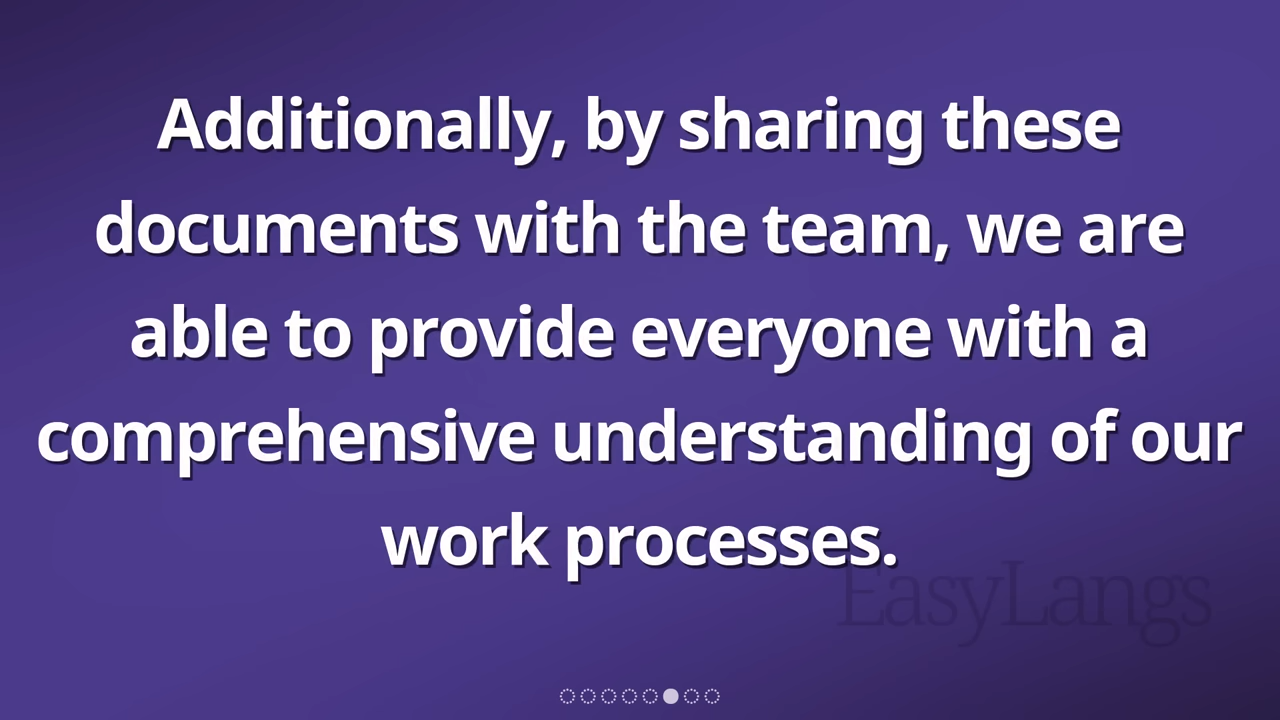 Additionally, by sharing these
documents with the team, we are
able to provide everyone with a
comprehensive understanding of our
work processes.
EasyLangs